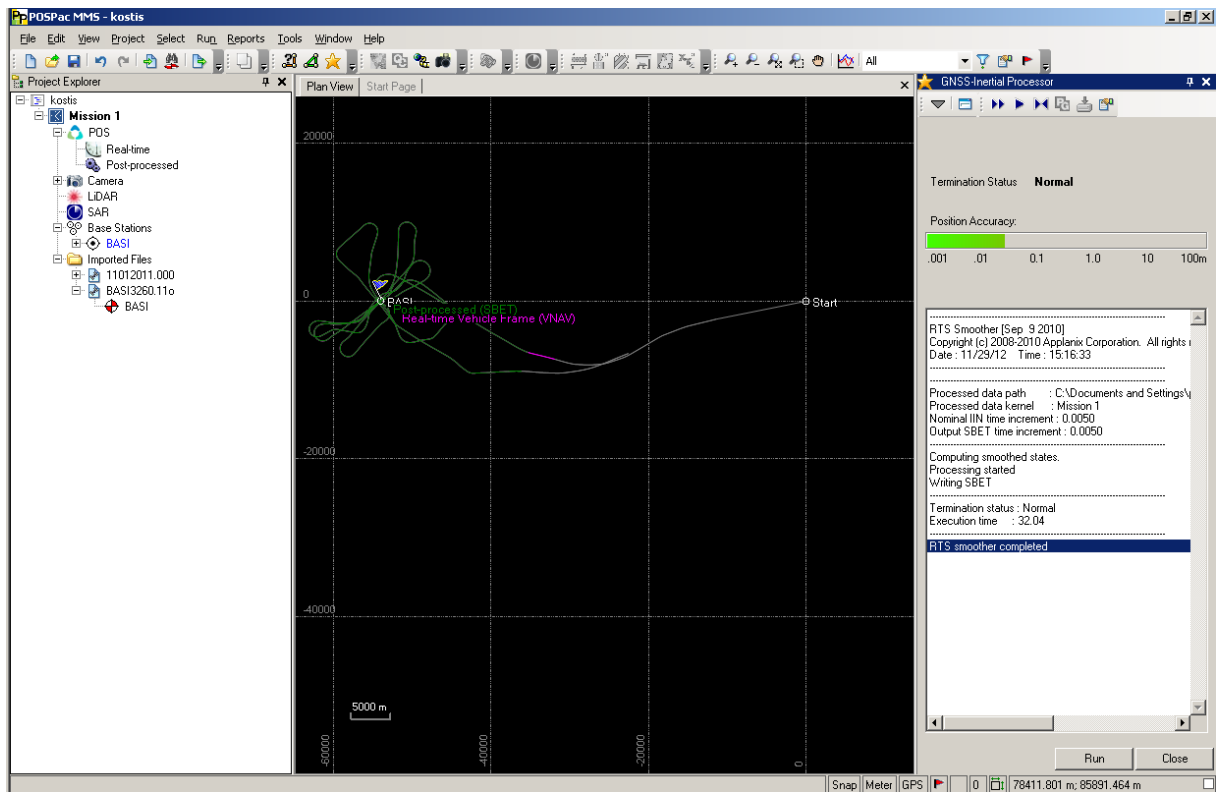 POSPac MMS - kostis
File Edit View Project Select Run Reports Tools Window Help
All
Project Explorer
kostis
Mission 1
POS
Real-time
Post-processed
Camera
LiDAR
SAR
Base Stations
BASI
Imported Files
11012011.000
BASI3260.11o
BASI
Plan View Start Page
20000
0
-20000
-40000
BASI
Post-processed (SBET)
Real-time Vehicle Frame (VNAV)
Start
5000 m
-60000
-40000
-20000
0
GNSS-Inertial Processor
Termination Status Normal
Position Accuracy:
.001 .01 0.1 1.0 10 100m
RTS Smoother [Sep 9 2010]
Copyright (c) 2008-2010 Applanix Corporation. All rights
Date : 11/29/12 Time : 15:16:33
Processed data path : C:\Documents and Settings\
Processed data kernel : Mission 1
Nominal IIN time increment : 0.0050
Output SBET time increment : 0.0050
Computing smoothed states.
Processing started
Writing SBET
Termination status : Normal
Execution time : 32.04
RTS smoother completed
Run Close
Snap Meter GPS 0 78411.801 m; 85891.464 m